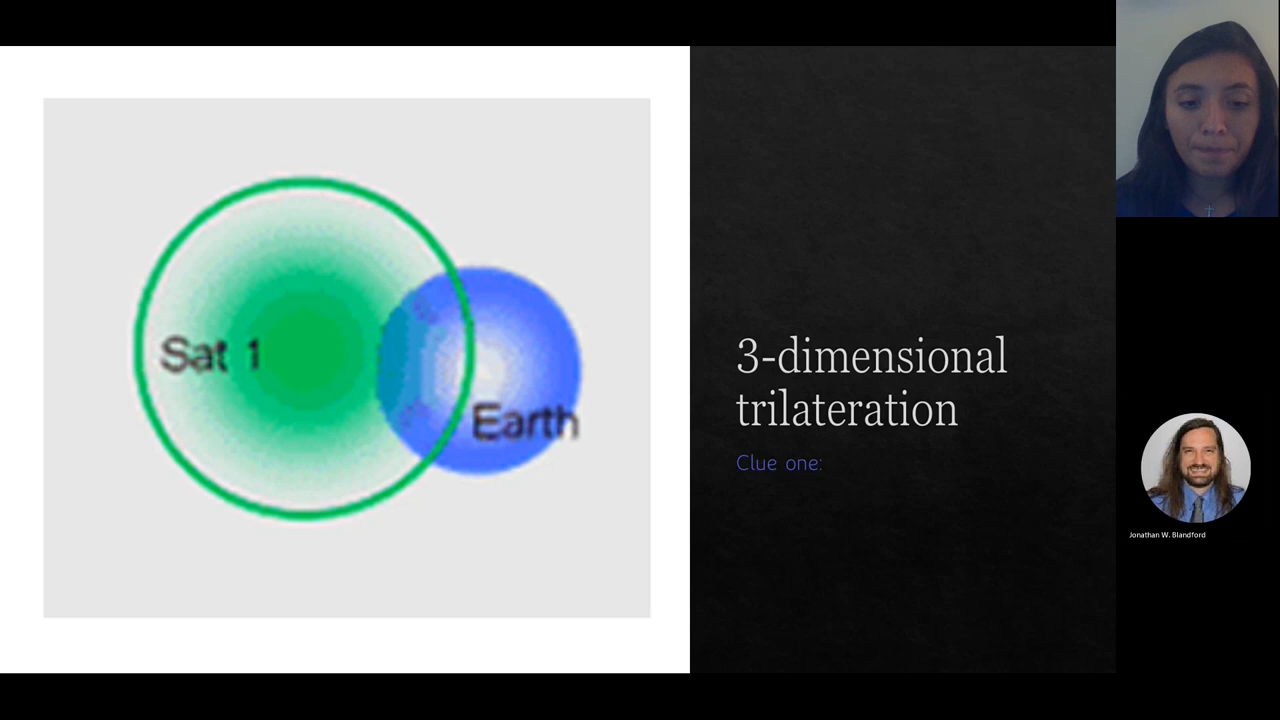 Sat 1
Earth
3-dimensional
trilateration
Clue one:
Jonathan W. Blandford